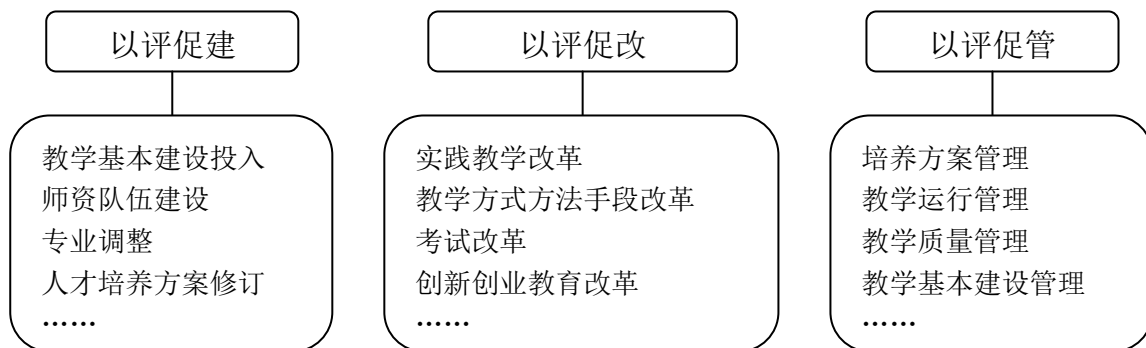 以评促建
教学基本建设投入
师资队伍建设
专业调整
人才培养方案修订
……
以评促改
实践教学改革
教学方式方法手段改革
考试改革
创新创业教育改革
……
以评促管
培养方案管理
教学运行管理
教学质量管理
教学基本建设管理
……